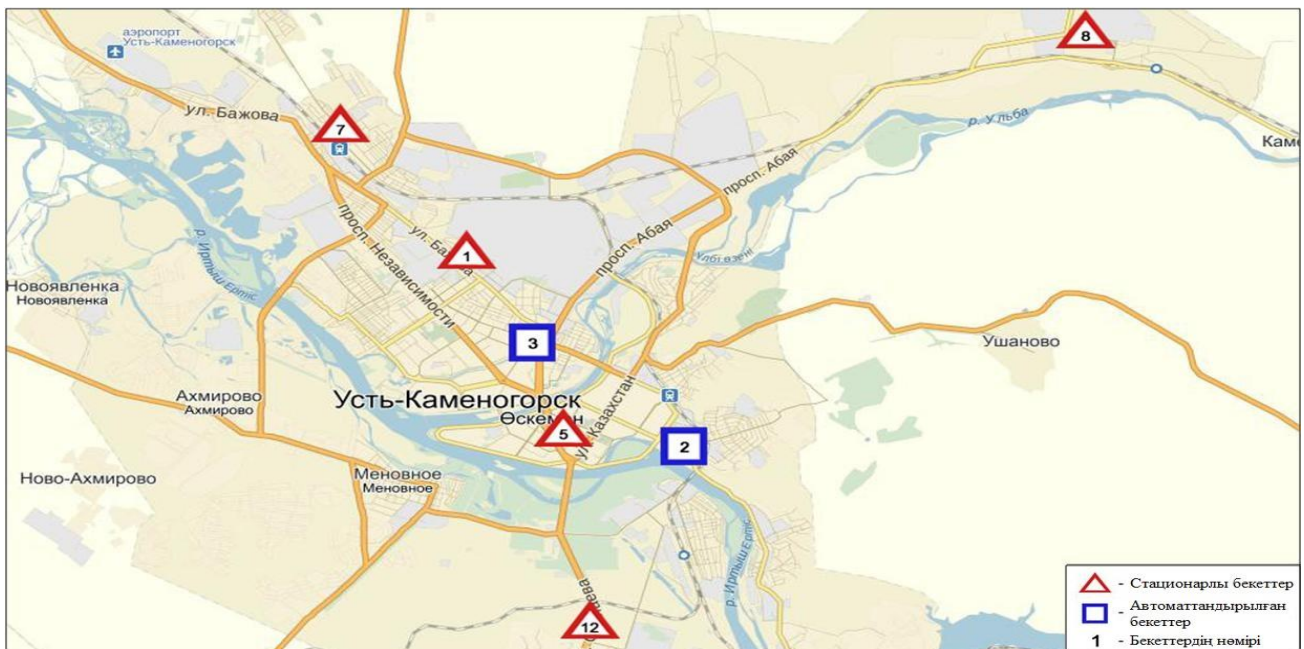 8
аэропорт
Усть-Каменогорск
ул. Бажова
7
р. Ульба
Каме
просп. Абая
просп. Независимости
ул. Бажова
1
просп. Абая
р. Иртыш Ертіс
Үлбі өзені
Новоявленка
Новоявленка
3
Ушаново
Ахмирово
Ахмирово
Усть-Каменогорск
Өскемен
5
ул. Казахстан
2
Ново-Ахмирово
Меновное
Меновное
р. Иртыш Ертіс
12
- Стационарлы бекеттер
- Автоматтандырылған
бекеттер
1 - Бекеттердің нөмірі